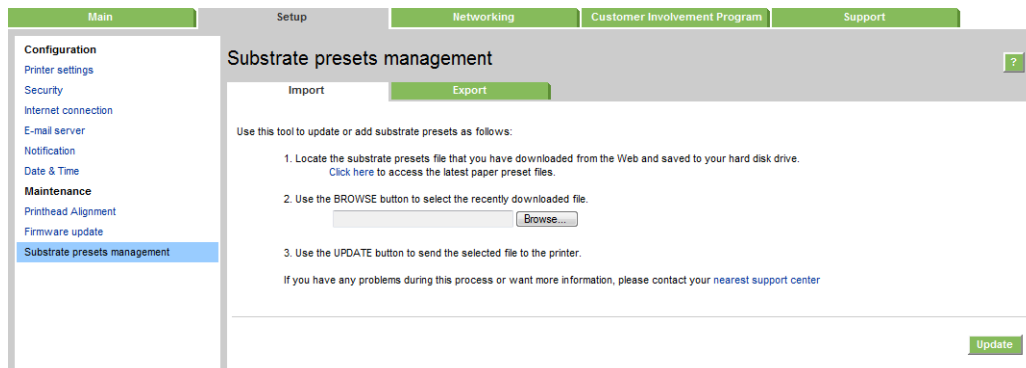 Main
Setup
Networking
Customer Involvement Program
Support
Configuration
Printer settings
Security
Internet connection
E-mail server
Notification
Date & Time
Maintenance
Printhead Alignment
Firmware update
Substrate presets management
Substrate presets management
?
Import
Export
Use this tool to update or add substrate presets as follows:
1. Locate the substrate presets file that you have downloaded from the Web and saved to your hard disk drive.
Click here to access the latest paper preset files.
2. Use the BROWSE button to select the recently downloaded file.
Browse...
3. Use the UPDATE button to send the selected file to the printer.
If you have any problems during this process or want more information, please contact your nearest support center
Update